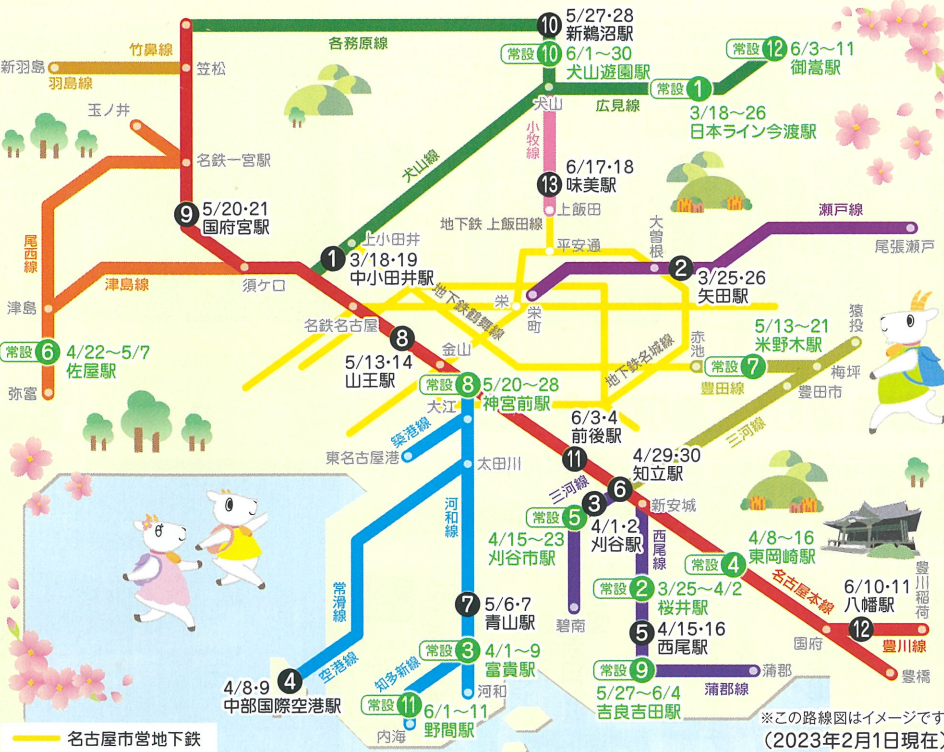 5/27・28
新鵜沼駅
各務原線
竹鼻線
常設 10 6/1～30
犬山遊園駅
常設 12 6/3～11
御嵩駅
新羽島
羽島線
笠松
犬山
広見線
常設 1
3/18～26
日本ライン今渡駅
玉ノ井
小牧線
犬山線
名鉄一宮駅
6/17・18
13 味美駅
上飯田
地下鉄 上飯田線
平安通
大曽根
瀬戸線
尾張瀬戸
9 5/20・21
国府宮駅
上小田井
1 3/18・19
中小田井駅
2 3/25・26
矢田駅
尾西線
津島線
須ケ口
津島
栄
栄町
地下鉄鶴舞線
名鉄名古屋
8
5/13・14
山王駅
金山
地下鉄名城線
赤池
5/13～21
米野木駅
常設 7
豊田線
猿投
梅坪
豊田市
三河線
常設 6 4/22～5/7
佐屋駅
弥富
常設 8 5/20～28
神宮前駅
大江
築港線
東名古屋港
太田川
6/3・4
前後駅
11
4/29・30
知立駅
6
三河線
3
4/1・2
刈谷駅
新安城
常設 5
4/15～23
刈谷市駅
西尾線
4/8～16
東岡崎駅
常設 4
名古屋本線
豊川稲荷
河和線
常滑線
空港線
碧南
常設 2 3/25～4/2
桜井駅
6/10・11
八幡駅
12
国府
豊川線
豊橋
7 5/6・7
青山駅
5 4/15・16
西尾駅
常設 3 4/1～9
富貴駅
知多新線
河和
常設 9
5/27～6/4
吉良吉田駅
蒲郡
蒲郡線
4/8・9 4
中部国際空港駅
常設 11 6/1～11
野間駅
内海
名古屋市営地下鉄
※この路線図はイメージです
(2023年2月1日現在)
10